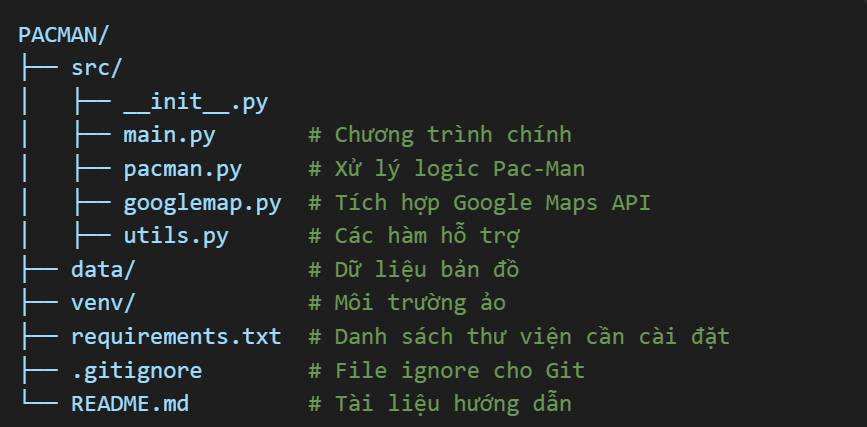 PACMAN/
├── src/
│   ├── __init__.py
│   ├── main.py       # Chương trình chính
│   ├── pacman.py     # Xử lý logic Pac-Man
│   ├── googlemap.py  # Tích hợp Google Maps API
│   ├── utils.py      # Các hàm hỗ trợ
├── data/             # Dữ liệu bản đồ
├── venv/             # Môi trường ảo
├── requirements.txt  # Danh sách thư viện cần cài đặt
├── .gitignore        # File ignore cho Git
└── README.md         # Tài liệu hướng dẫn